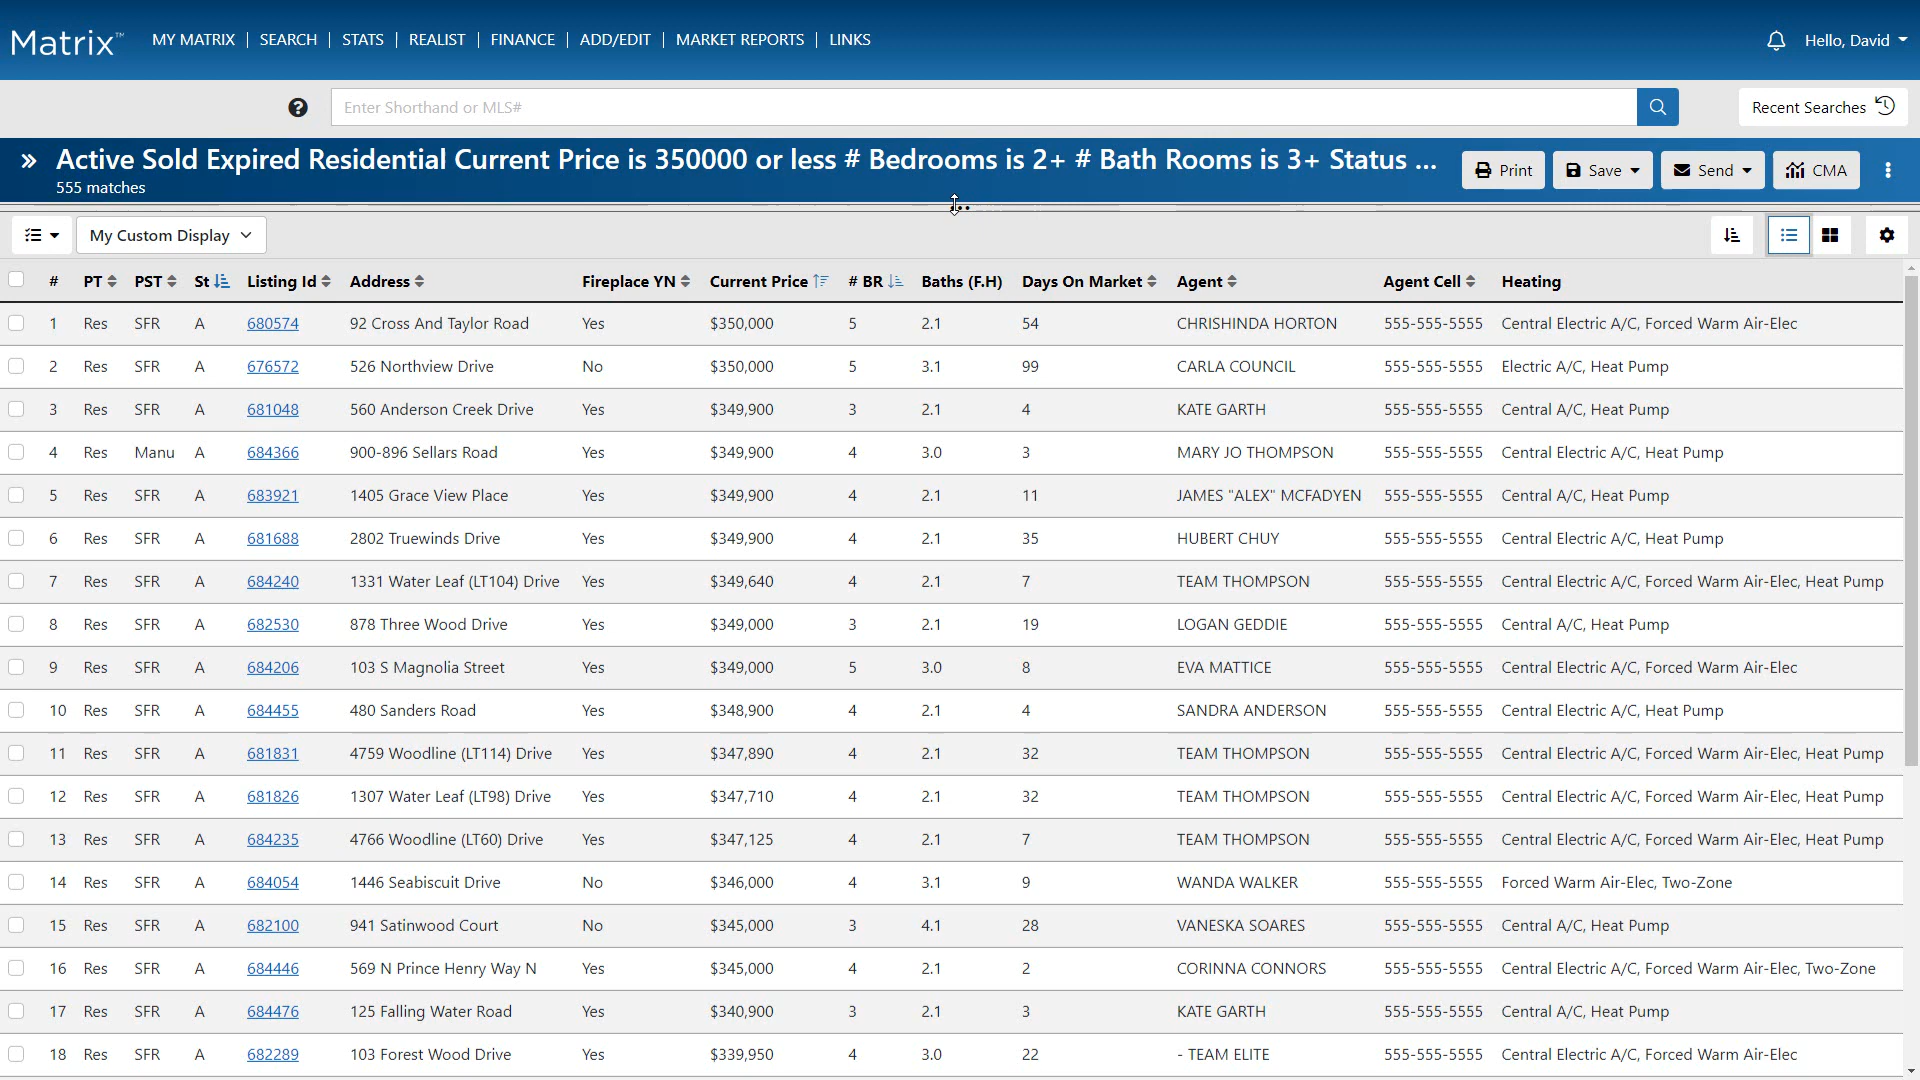 Matrix™ MY MATRIX SEARCH STATS REALIST FINANCE ADD/EDIT MARKET REPORTS LINKS Hello, David
Enter Shorthand or MLS# Recent Searches
Active Sold Expired Residential Current Price is 350000 or less # Bedrooms is 2+ # Bath Rooms is 3+ Status ...
555 matches
Print Save Send CMA
My Custom Display
# PT PST St Listing Id Address Fireplace YN Current Price # BR Baths (F.H) Days On Market Agent Agent Cell Heating
1 Res SFR A 680574 92 Cross And Taylor Road Yes $350,000 5 2.1 54 CHRISHINDA HORTON 555-555-5555 Central Electric A/C, Forced Warm Air-Elec
2 Res SFR A 676572 526 Northview Drive No $350,000 5 3.1 99 CARLA COUNCIL 555-555-5555 Electric A/C, Heat Pump
3 Res SFR A 681048 560 Anderson Creek Drive Yes $349,900 3 2.1 4 KATE GARTH 555-555-5555 Central A/C, Heat Pump
4 Res Manu A 684366 900-896 Sellars Road Yes $349,900 4 3.0 3 MARY JO THOMPSON 555-555-5555 Central Electric A/C, Heat Pump
5 Res SFR A 683921 1405 Grace View Place Yes $349,900 4 2.1 11 JAMES "ALEX" MCFADYEN 555-555-5555 Central A/C, Heat Pump
6 Res SFR A 681688 2802 Truewinds Drive Yes $349,900 4 2.1 35 HUBERT CHUY 555-555-5555 Central Electric A/C, Heat Pump
7 Res SFR A 684240 1331 Water Leaf (LT104) Drive Yes $349,640 4 2.1 7 TEAM THOMPSON 555-555-5555 Central Electric A/C, Forced Warm Air-Elec, Heat Pump
8 Res SFR A 682530 878 Three Wood Drive Yes $349,000 3 2.1 19 LOGAN GEDDIE 555-555-5555 Central A/C, Heat Pump
9 Res SFR A 684206 103 S Magnolia Street Yes $349,000 5 3.0 8 EVA MATTICE 555-555-5555 Central Electric A/C, Forced Warm Air-Elec
10 Res SFR A 684455 480 Sanders Road Yes $348,900 4 2.1 4 SANDRA ANDERSON 555-555-5555 Central Electric A/C, Heat Pump
11 Res SFR A 681831 4759 Woodline (LT114) Drive Yes $347,890 4 2.1 32 TEAM THOMPSON 555-555-5555 Central Electric A/C, Forced Warm Air-Elec, Heat Pump
12 Res SFR A 681826 1307 Water Leaf (LT98) Drive Yes $347,710 4 2.1 32 TEAM THOMPSON 555-555-5555 Central Electric A/C, Forced Warm Air-Elec, Heat Pump
13 Res SFR A 684235 4766 Woodline (LT60) Drive Yes $347,125 4 2.1 7 TEAM THOMPSON 555-555-5555 Central Electric A/C, Forced Warm Air-Elec, Heat Pump
14 Res SFR A 684054 1446 Seabiscuit Drive No $346,000 4 3.1 9 WANDA WALKER 555-555-5555 Forced Warm Air-Elec, Two-Zone
15 Res SFR A 682100 941 Satinwood Court No $345,000 3 4.1 28 VANESKA SOARES 555-555-5555 Central A/C, Heat Pump
16 Res SFR A 684446 569 N Prince Henry Way N Yes $345,000 4 2.1 2 CORINNA CONNORS 555-555-5555 Central Electric A/C, Forced Warm Air-Elec, Two-Zone
17 Res SFR A 684476 125 Falling Water Road Yes $340,900 3 2.1 3 KATE GARTH 555-555-5555 Central A/C, Heat Pump
18 Res SFR A 682289 103 Forest Wood Drive Yes $339,950 4 3.0 22 - TEAM ELITE 555-555-5555 Central Electric A/C, Forced Warm Air-Elec